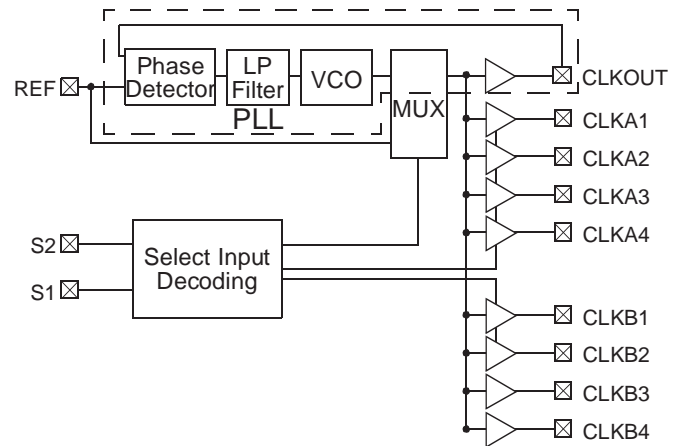 Phase
Detector
LP
Filter
VCO
MUX
PLL
REF
CLKOUT
CLKA1
CLKA2
CLKA3
CLKA4
S2
S1
Select Input
Decoding
CLKB1
CLKB2
CLKB3
CLKB4